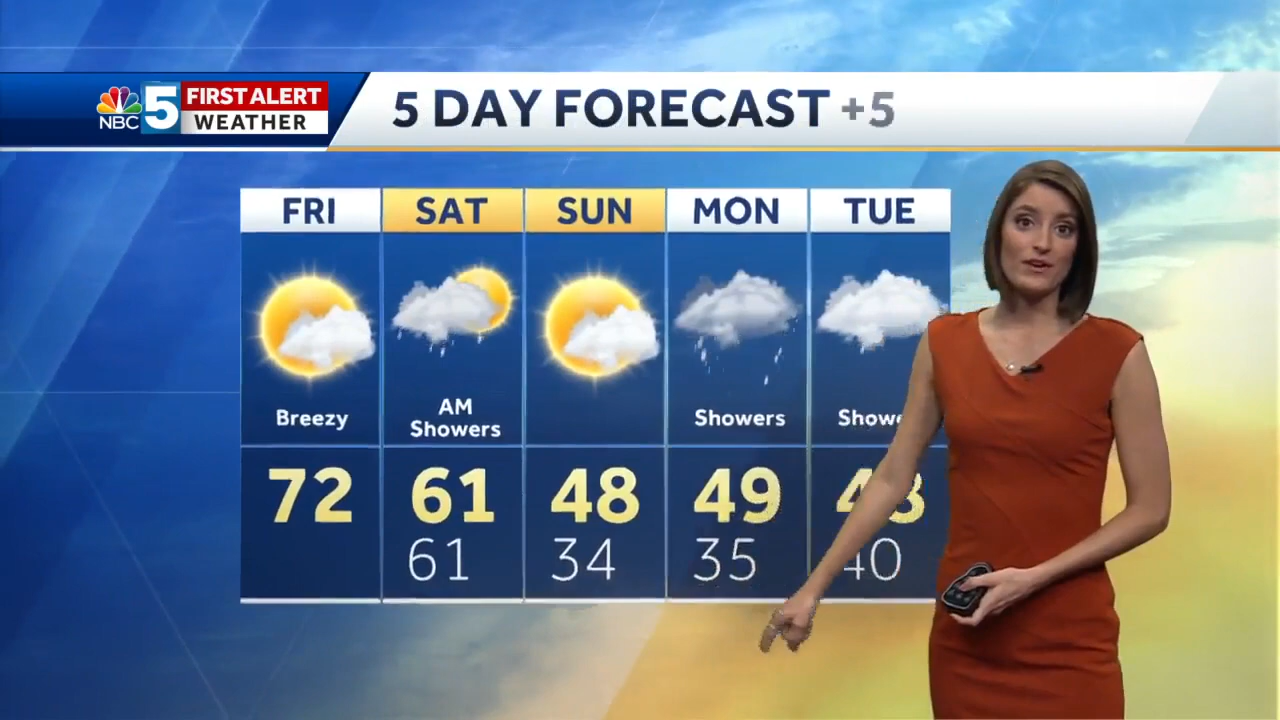 NBC 5 FIRST ALERT
WEATHER
5 DAY FORECAST +5
FRI SAT SUN MON TUE
Breezy
AM
Showers
Showers
72 61 48 49
61 34 35 40